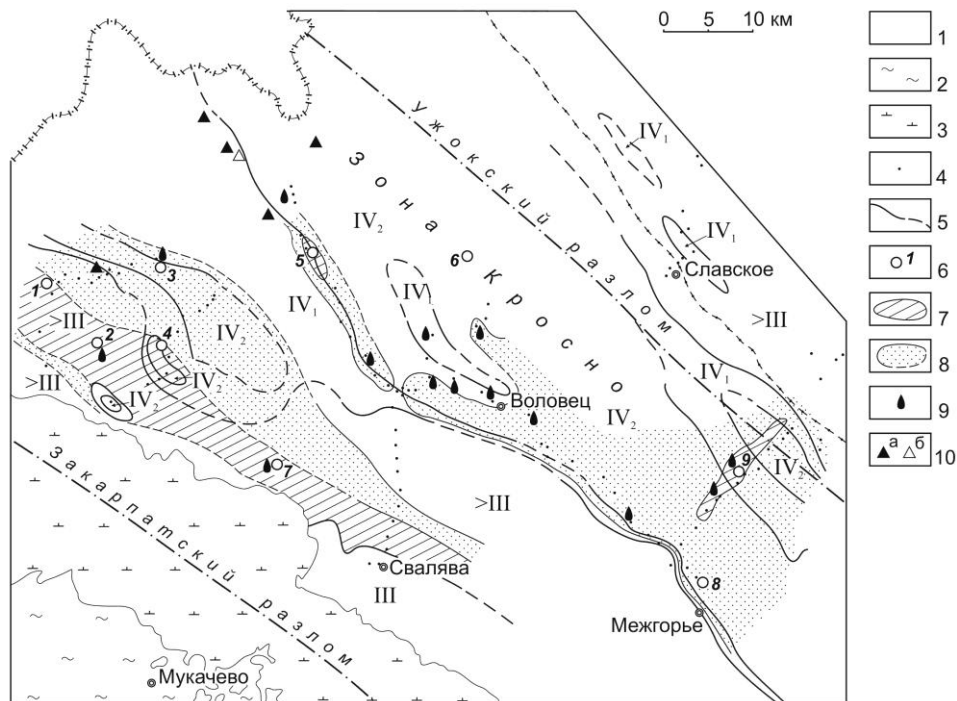 0 5 10 км
Ужокский разлом
Зона Кросно
IV₁
IV₁
IV₂
Славское
>III
5
6
IV₁
IV
1
3
>III
2
4
IV₂
IV₂
>III
IV₂
Воловец
IV₂
IV₁
9
IV₂
7
>III
Закарпатский разлом
Свалява
III
8
Межгорье
Мукачево
1
2
3
4
5
1 6
7
8
9
а б 10